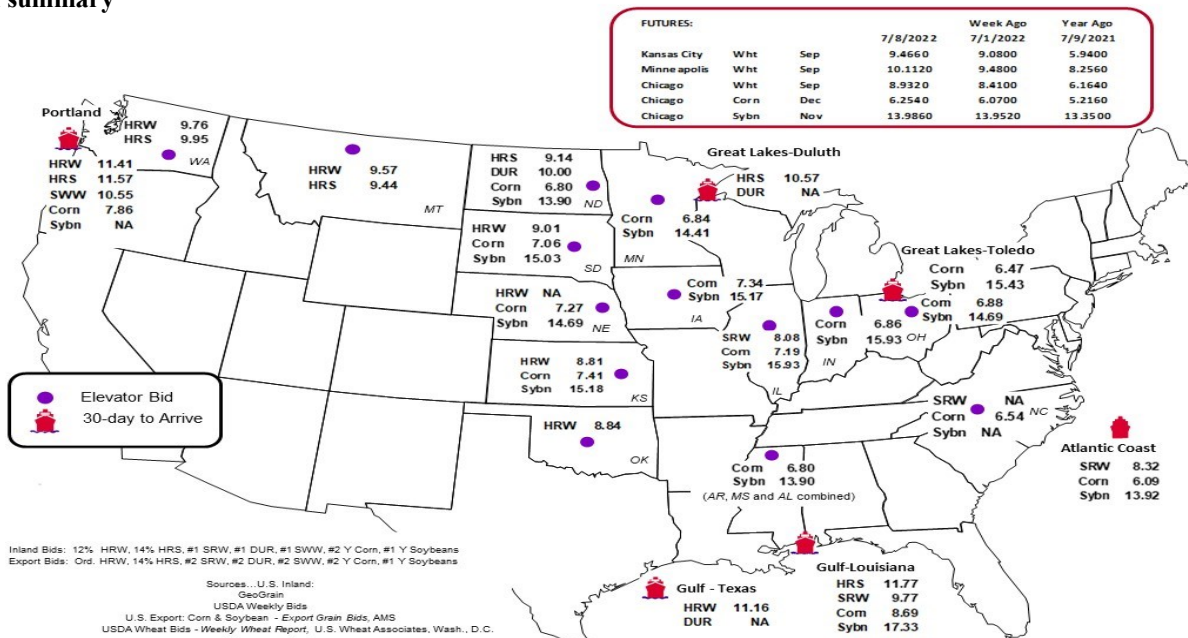 summary
FUTURES: Week Ago Year Ago
7/8/2022 7/1/2022 7/9/2021
Kansas City Wht Sep 9.4660 9.0800 5.9400
Minneapolis Wht Sep 10.1120 9.4800 8.2560
Chicago Wht Sep 8.9320 8.4100 6.1640
Chicago Corn Dec 6.2540 6.0700 5.2160
Chicago Sybn Nov 13.9860 13.9520 13.3500
Portland
HRW 9.76
HRS 9.95
WA
HRW 11.41
HRS 11.57
SWW 10.55
Corn 7.86
Sybn NA
HRW 9.57
HRS 9.44
MT
HRS 9.14
DUR 10.00
Corn 6.80
Sybn 13.90
ND
HRW 9.01
Corn 7.06
Sybn 15.03
SD
HRW NA
Corn 7.27
Sybn 14.69
NE
HRW 8.81
Corn 7.41
Sybn 15.18
KS
HRW 8.84
OK
Corn 6.84
Sybn 14.41
MN
Great Lakes-Duluth
HRS 10.57
DUR NA
Corn 7.34
Sybn 15.17
IA
SRW 8.08
Corn 7.19
Sybn 15.93
IL
Corn 6.86
Sybn 15.93
IN
Great Lakes-Toledo
Corn 6.47
Sybn 15.43
Corn 6.88
Sybn 14.69
OH
SRW NA
Corn 6.54
Sybn NA
NC
Atlantic Coast
SRW 8.32
Corn 6.09
Sybn 13.92
Corn 6.80
Sybn 13.90
(AR, MS and AL combined)
Gulf-Louisiana
HRS 11.77
SRW 9.77
Corn 8.69
Sybn 17.33
Gulf - Texas
HRW 11.16
DUR NA
Elevator Bid
30-day to Arrive
Inland Bids: 12% HRW, 14% HRS, #1 SRW, #1 DUR, #1 SWW, #2 Y Corn, #1 Y Soybeans
Export Bids: Ord. HRW, 14% HRS, #2 SRW, #2 DUR, #2 SWW, #2 Y Corn, #1 Y Soybeans
Sources...U.S. Inland:
GeoGrain
USDA Weekly Bids
U.S. Export: Corn & Soybean - Export Grain Bids, AMS
USDA Wheat Bids - Weekly Wheat Report, U.S. Wheat Associates, Wash., D.C.